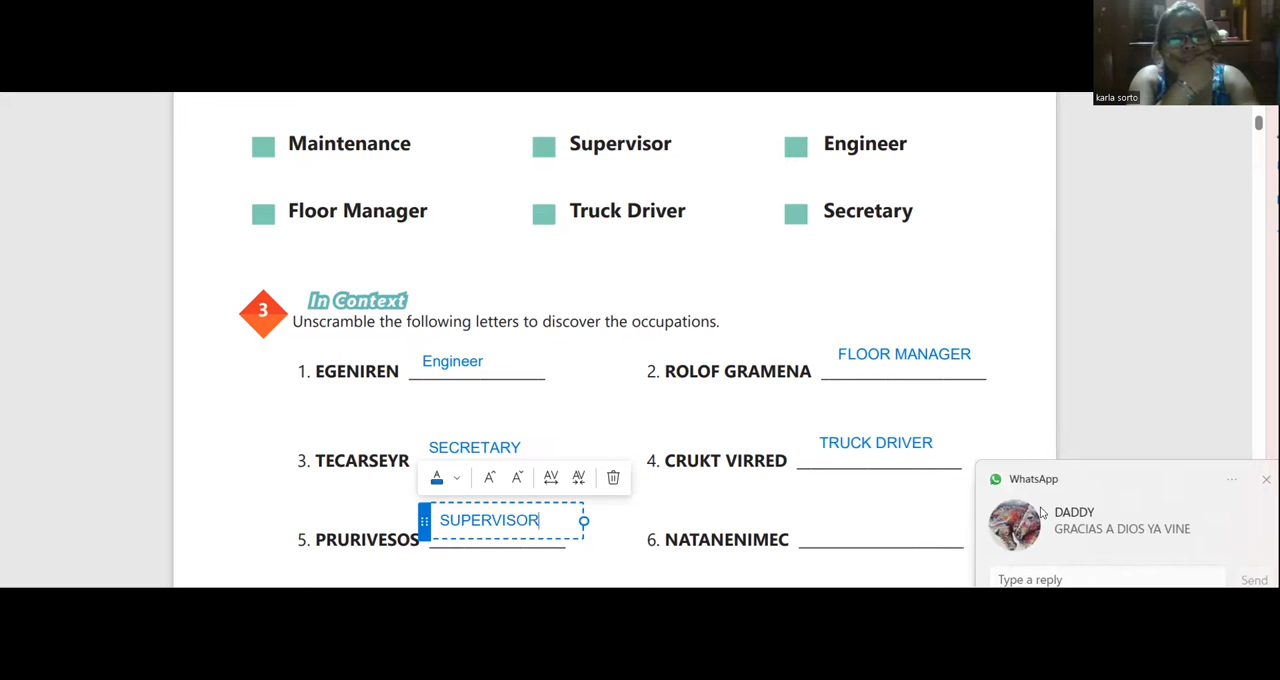 karla sorto
Maintenance Supervisor Engineer
Floor Manager Truck Driver Secretary
3 In Context
Unscramble the following letters to discover the occupations.
1. EGENIREN Engineer 2. ROLOF GRAMENA FLOOR MANAGER
3. TECARSEYR SECRETARY 4. CRUKT VIRRED TRUCK DRIVER
5. PRURIVESOS SUPERVISOR 6. NATANENIMEC
WhatsApp
DADDY
GRACIAS A DIOS YA VINE
Type a reply Send